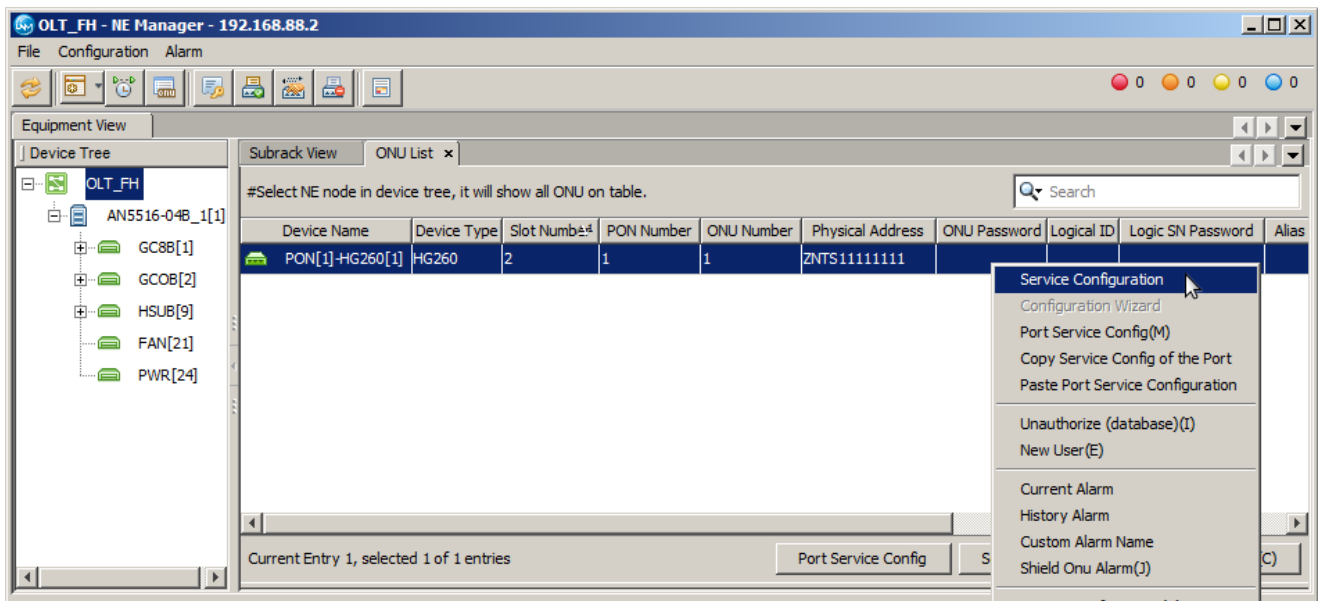 OLT_FH - NE Manager - 192.168.88.2
File Configuration Alarm
0 0 0 0
Equipment View
Device Tree
OLT_FH
AN5516-04B_1[1]
GC8B[1]
GCOB[2]
HSUB[9]
FAN[21]
PWR[24]
Subrack View ONU List
#Select NE node in device tree, it will show all ONU on table.
Search
Device Name Device Type Slot Number PON Number ONU Number Physical Address ONU Password Logical ID Logic SN Password Alias
PON[1]-HG260[1] HG260 2 1 1 ZNTS11111111
Service Configuration
Configuration Wizard
Port Service Config(M)
Copy Service Config of the Port
Paste Port Service Configuration
Unauthorize (database)(I)
New User(E)
Current Alarm
History Alarm
Custom Alarm Name
Shield Onu Alarm(J)
Current Entry 1, selected 1 of 1 entries
Port Service Config S C)